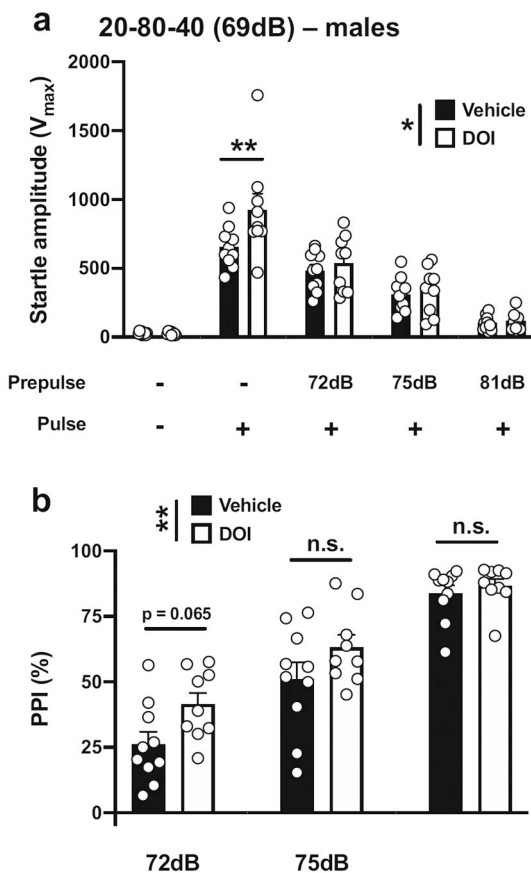 a 20-80-40 (69dB) – males
Startle amplitude (Vmax)
2000
1500
1000
500
0
**
* Vehicle
DOI
Prepulse - - 72dB 75dB 81dB
Pulse - + + + +
b
** Vehicle
DOI
PPI (%)
100
75
50
25
0
p = 0.065
n.s.
n.s.
72dB 75dB